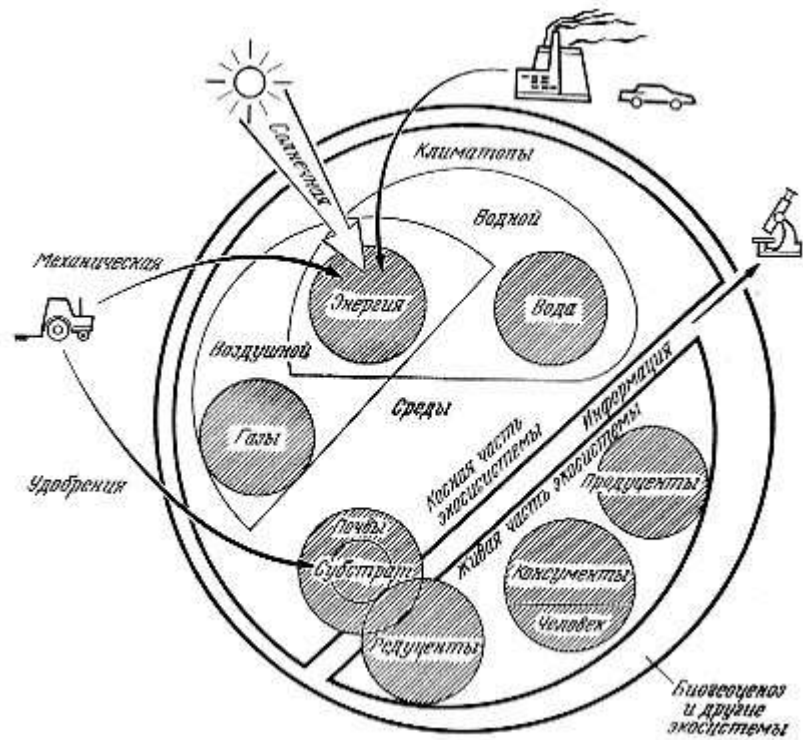 Солнечная
Климатопы
Водной
Механическая
Энергия
Вода
Воздушной
Среды
Газы
Информация
Косная часть
экосистемы
Удобрения
Живая часть экосистемы
Продуценты
Почвы
Субстрат
Консументы
Человек
Редуценты
Биогеоценоз
и другие
экосистемы